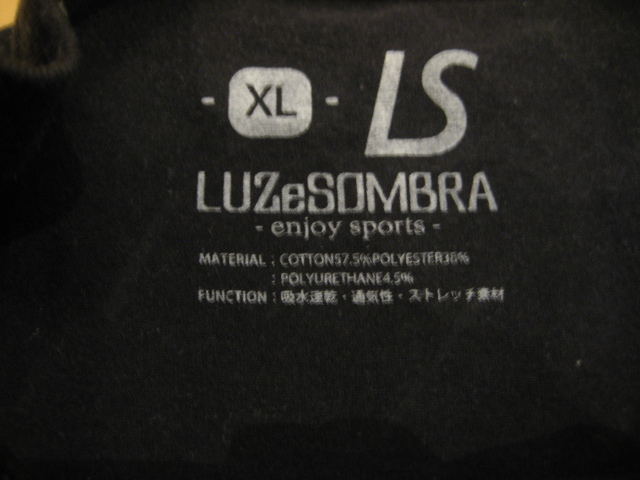 - XL - LS
LUZeSOMBRA
- enjoy sports -
MATERIAL : COTTON57.5%POLYESTER38%
: POLYURETHANE4.5%
FUNCTION : 吸水速乾・通気性・ストレッチ素材